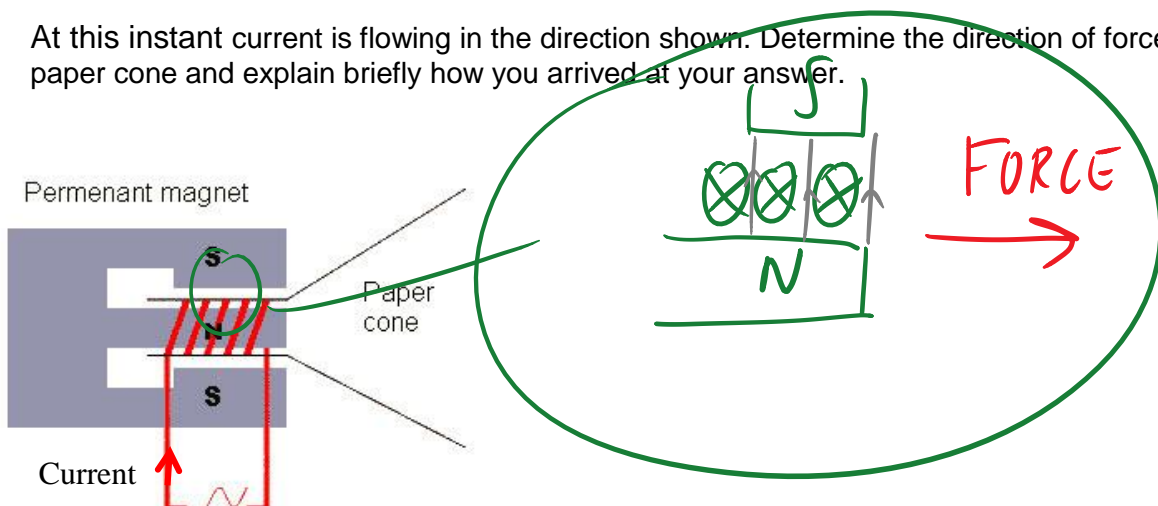 At this instant current is flowing in the direction shown. Determine the direction of force
paper cone and explain briefly how you arrived at your answer.
S
FORCE
Permenant magnet
N
S
Paper
cone
N
S
Current